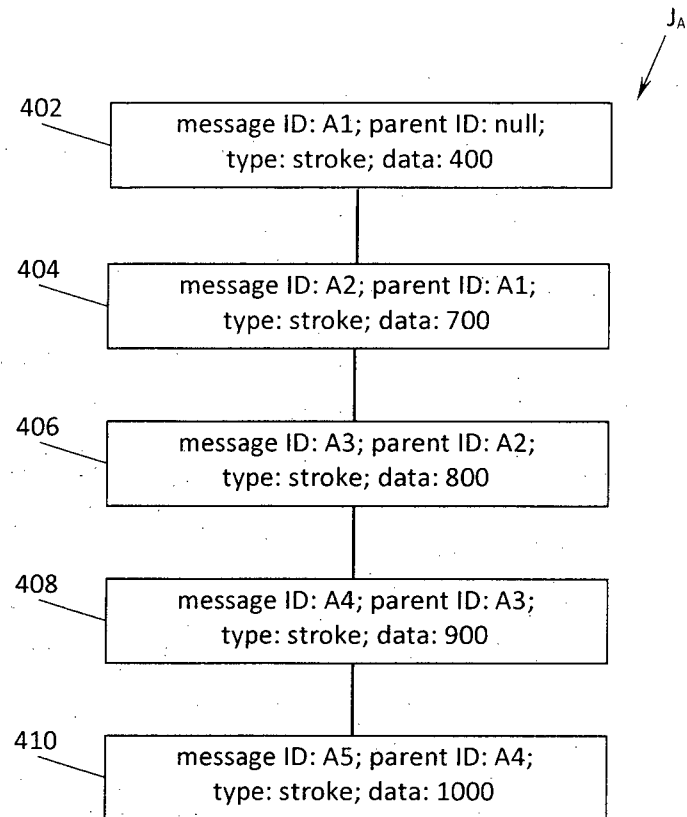 J_A
402
message ID: A1; parent ID: null;
type: stroke; data: 400
404
message ID: A2; parent ID: A1;
type: stroke; data: 700
406
message ID: A3; parent ID: A2;
type: stroke; data: 800
408
message ID: A4; parent ID: A3;
type: stroke; data: 900
410
message ID: A5; parent ID: A4;
type: stroke; data: 1000